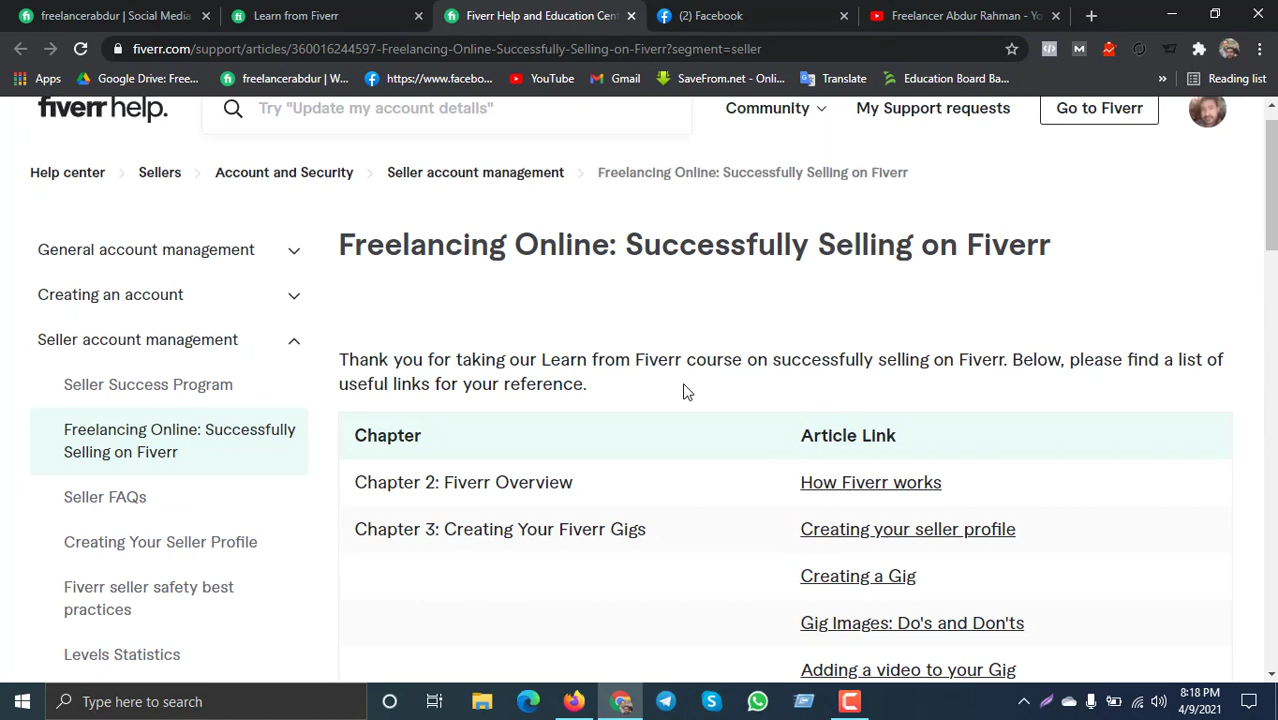 freelancerabdur | Social Media
Learn from Fiverr
Fiverr Help and Education Cen
(2) Facebook
Freelancer Abdur Rahman - Yo
fiverr.com/support/articles/360016244597-Freelancing-Online-Successfully-Selling-on-Fiverr?segment=seller
Apps
Google Drive: Free...
freelancerabdur | W...
https://www.facebo...
YouTube
Gmail
SaveFrom.net - Onli...
Translate
Education Board Ba...
»
Reading list
fiverr help.
Try "Update my account details"
Community
My Support requests
Go to Fiverr
Help center
Sellers
Account and Security
Seller account management
Freelancing Online: Successfully Selling on Fiverr
General account management
Creating an account
Seller account management
Seller Success Program
Freelancing Online: Successfully
Selling on Fiverr
Seller FAQs
Creating Your Seller Profile
Fiverr seller safety best
practices
Levels Statistics
Freelancing Online: Successfully Selling on Fiverr
Thank you for taking our Learn from Fiverr course on successfully selling on Fiverr. Below, please find a list of
useful links for your reference.
Chapter
Article Link
Chapter 2: Fiverr Overview
How Fiverr works
Chapter 3: Creating Your Fiverr Gigs
Creating your seller profile
Creating a Gig
Gig Images: Do's and Don'ts
Adding a video to your Gig
Type here to search
8:18 PM
4/9/2021